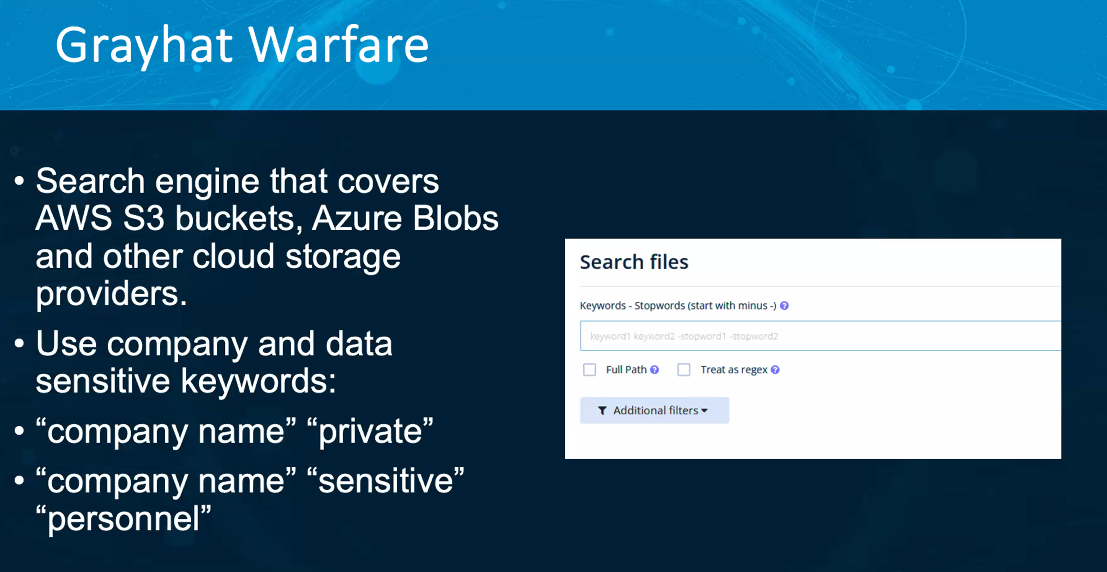 Grayhat Warfare
• Search engine that covers
AWS S3 buckets, Azure Blobs
and other cloud storage
providers.
• Use company and data
sensitive keywords:
• “company name” “private”
• “company name” “sensitive”
“personnel”
Search files
Keywords - Stopwords (start with minus -) ?
keyword1 keyword2 -stopword1 -stopword2
Full Path ? Treat as regex ?
Additional filters